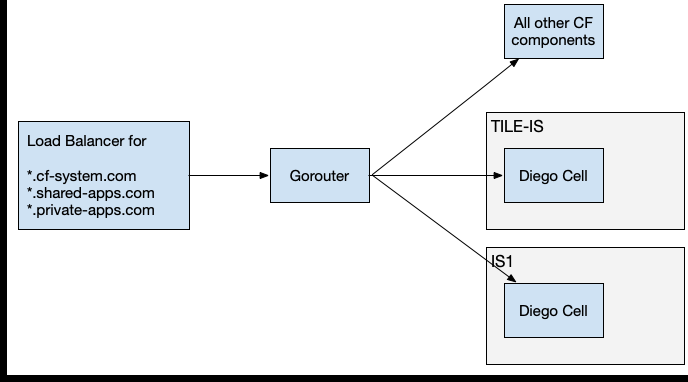 All other CF
components
Load Balancer for
*.cf-system.com
*.shared-apps.com
*.private-apps.com
Gorouter
TILE-IS
Diego Cell
IS1
Diego Cell